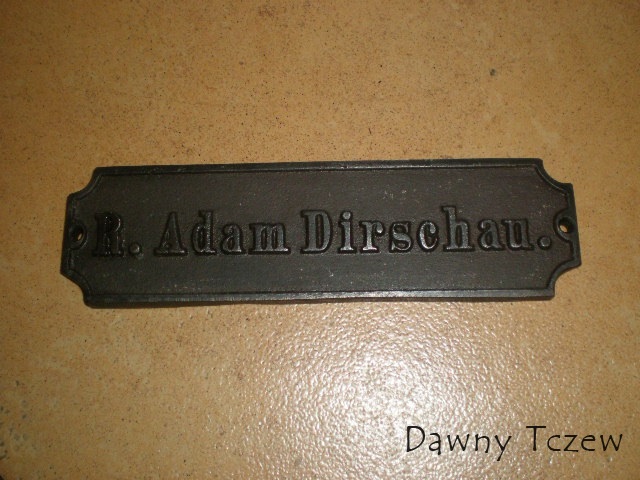 R. Adam Dirschau.
Dawny Tczew